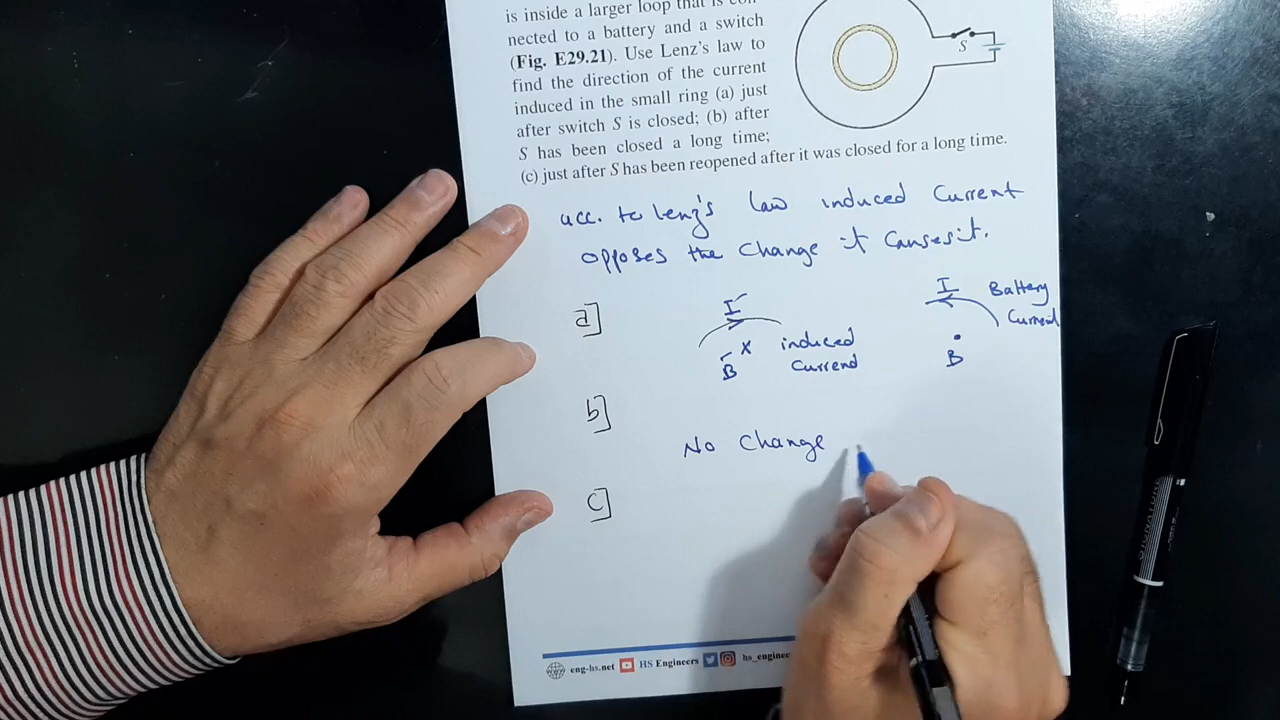 is inside a larger loop that is con-
nected to a battery and a switch
(Fig. E29.21). Use Lenz's law to
find the direction of the current
induced in the small ring (a) just
after switch S is closed; (b) after
S has been closed a long time;
(c) just after S has been reopened after it was closed for a long time.
S
acc. to Lenz's law induced Current
opposes the change it causes it.
a]
I'
B' x induced
Current
I Battery
Current
B
b]
No Change
c]
eng-hs.net HS Engineers hs_enginee
SIGNATURE